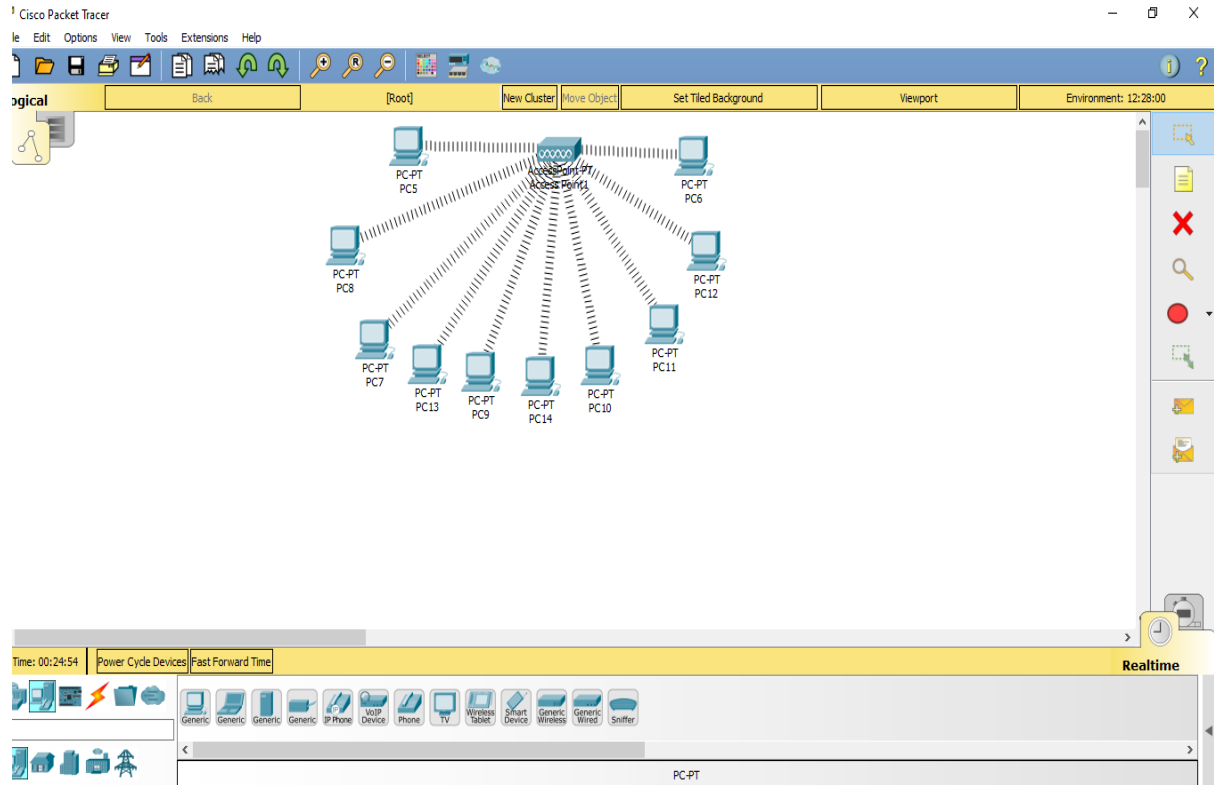 Cisco Packet Tracer
le Edit Options View Tools Extensions Help
ogical Back [Root] New Cluster Move Object Set Tiled Background Viewport Environment: 12:28:00
PC-PT
PC5
AccessPoint-PT
Access Point1
PC-PT
PC6
PC-PT
PC8
PC-PT
PC12
PC-PT
PC11
PC-PT
PC7
PC-PT
PC13
PC-PT
PC9
PC-PT
PC14
PC-PT
PC10
Time: 00:24:54 Power Cycle Devices Fast Forward Time Realtime
Generic Generic Generic Generic IP Phone VoIP Device Phone TV Wireless Tablet Smart Device Generic Wireless Generic Wired Sniffer
PC-PT